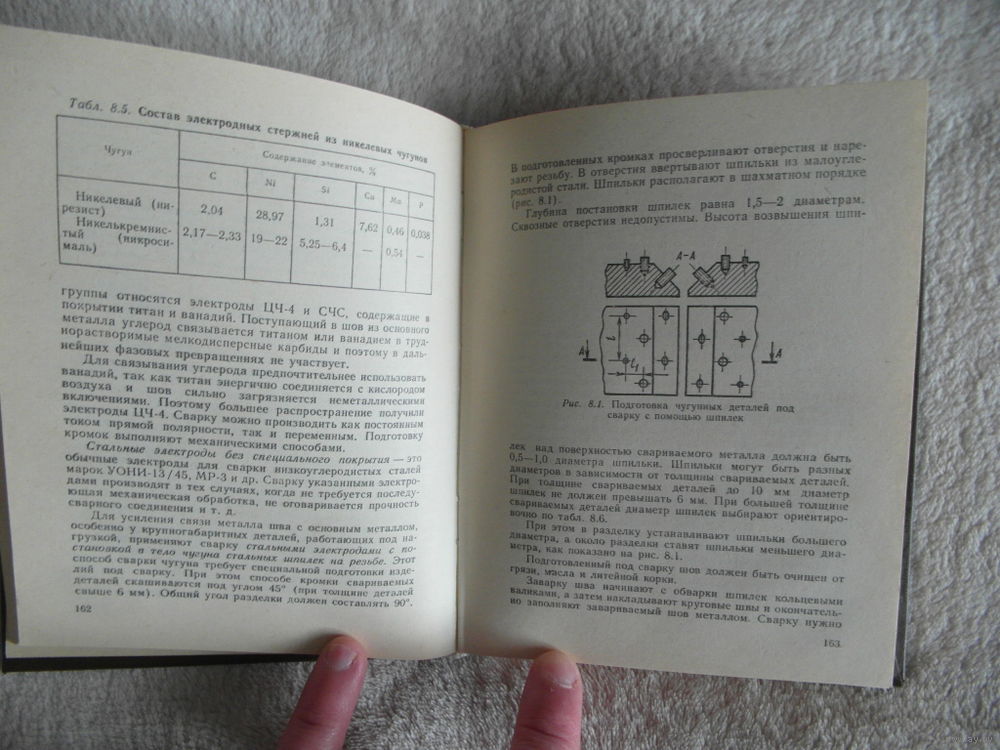 Табл. 8.5. Состав электродных стержней из никелевых чугунов
Чугун
Содержание элементов, %
C
Ni
Si
Cu
Mn
P
Никелевый (ни-
резист)
2,04
28,97
1,31
7,62
0,46
0,038
Никелькремнис-
тый (никроси-
маль)
2,17—2,33
19—22
5,25—6,4
—
0,54
—
группы относятся электроды ЦЧ-4 и СЧС, содержащие в
покрытии титан и ванадий. Поступающий в шов из основного
металла углерод связывается титаном или ванадием в труд-
норастворимые мелкодисперсные карбиды и поэтому в даль-
нейших фазовых превращениях не участвует.
Для связывания углерода предпочтительнее использовать
ванадий, так как титан энергично соединяется с кислородом
воздуха и шов сильно загрязняется неметаллическими
включениями. Поэтому большее распространение получили
электроды ЦЧ-4. Сварку можно производить как постоянным
током прямой полярности, так и переменным. Подготовку
кромок выполняют механическими способами.
Стальные электроды без специального покрытия — это
обычные электроды для сварки низкоуглеродистых сталей
марок УОНИ-13/45, МР-3 и др. Сварку указанными электро-
дами производят в тех случаях, когда не требуется последу-
ющая механическая обработка, не оговаривается прочность
сварного соединения и т. д.
Для усиления связи металла шва с основным металлом,
особенно у крупногабаритных деталей, работающих под на-
грузкой, применяют сварку стальными электродами с по-
становкой в тело чугуна стальных шпилек на резьбе. Этот
способ сварки чугуна требует специальной подготовки изде-
лий под сварку. При этом способе кромки свариваемых
деталей скашиваются под углом 45° (при толщине деталей
свыше 6 мм). Общий угол разделки должен составлять 90°.
162
В подготовленных кромках просверливают отверстия и наре-
зают резьбу. В отверстия ввертывают шпильки из малоугле-
родистой стали. Шпильки располагают в шахматном порядке
(рис. 8.1).
Глубина постановки шпилек равна 1,5—2 диаметрам.
Сквозные отверстия недопустимы. Высота возвышения шпи-
А-А
l
l₁
А
А
Рис. 8.1. Подготовка чугунных деталей под
сварку с помощью шпилек
лек над поверхностью свариваемого металла должна быть
0,5—1,0 диаметра шпильки. Шпильки могут быть разных
диаметров в зависимости от толщины свариваемых деталей.
При толщине свариваемых деталей до 10 мм диаметр
шпилек не должен превышать 6 мм. При большей толщине
свариваемых деталей диаметр шпилек выбирают ориентиро-
вочно по табл. 8.6.
При этом в разделку устанавливают шпильки большего
диаметра, а около разделки ставят шпильки меньшего диа-
метра, как показано на рис. 8.1.
Подготовленный под сварку шов должен быть очищен от
грязи, масла и литейной корки.
Заварку шва начинают с обварки шпилек кольцевыми
валиками, а затем накладывают круговые швы и окончатель-
но заполняют завариваемый шов металлом. Сварку нужно
163